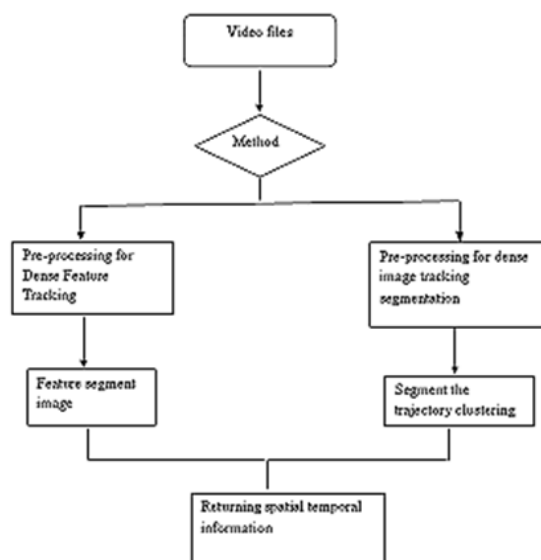 Video files
Method
Pre-processing for
Dense Feature
Tracking
Pre-processing for dense
image tracking
segmentation
Feature segment
image
Segment the
trajectory clustering
Returning spatial temporal
information